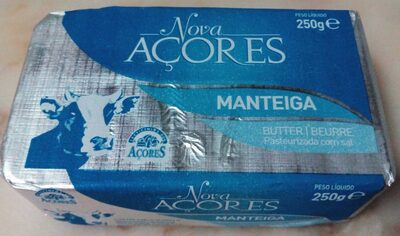 Nova
AÇORES
PESO LÍQUIDO
250g e
MANTEIGA
BUTTER | BEURRE
Pasteurizada com sal
AÇORES
Nova
AÇORES
MANTEIGA
PESO LÍQUIDO
250g e